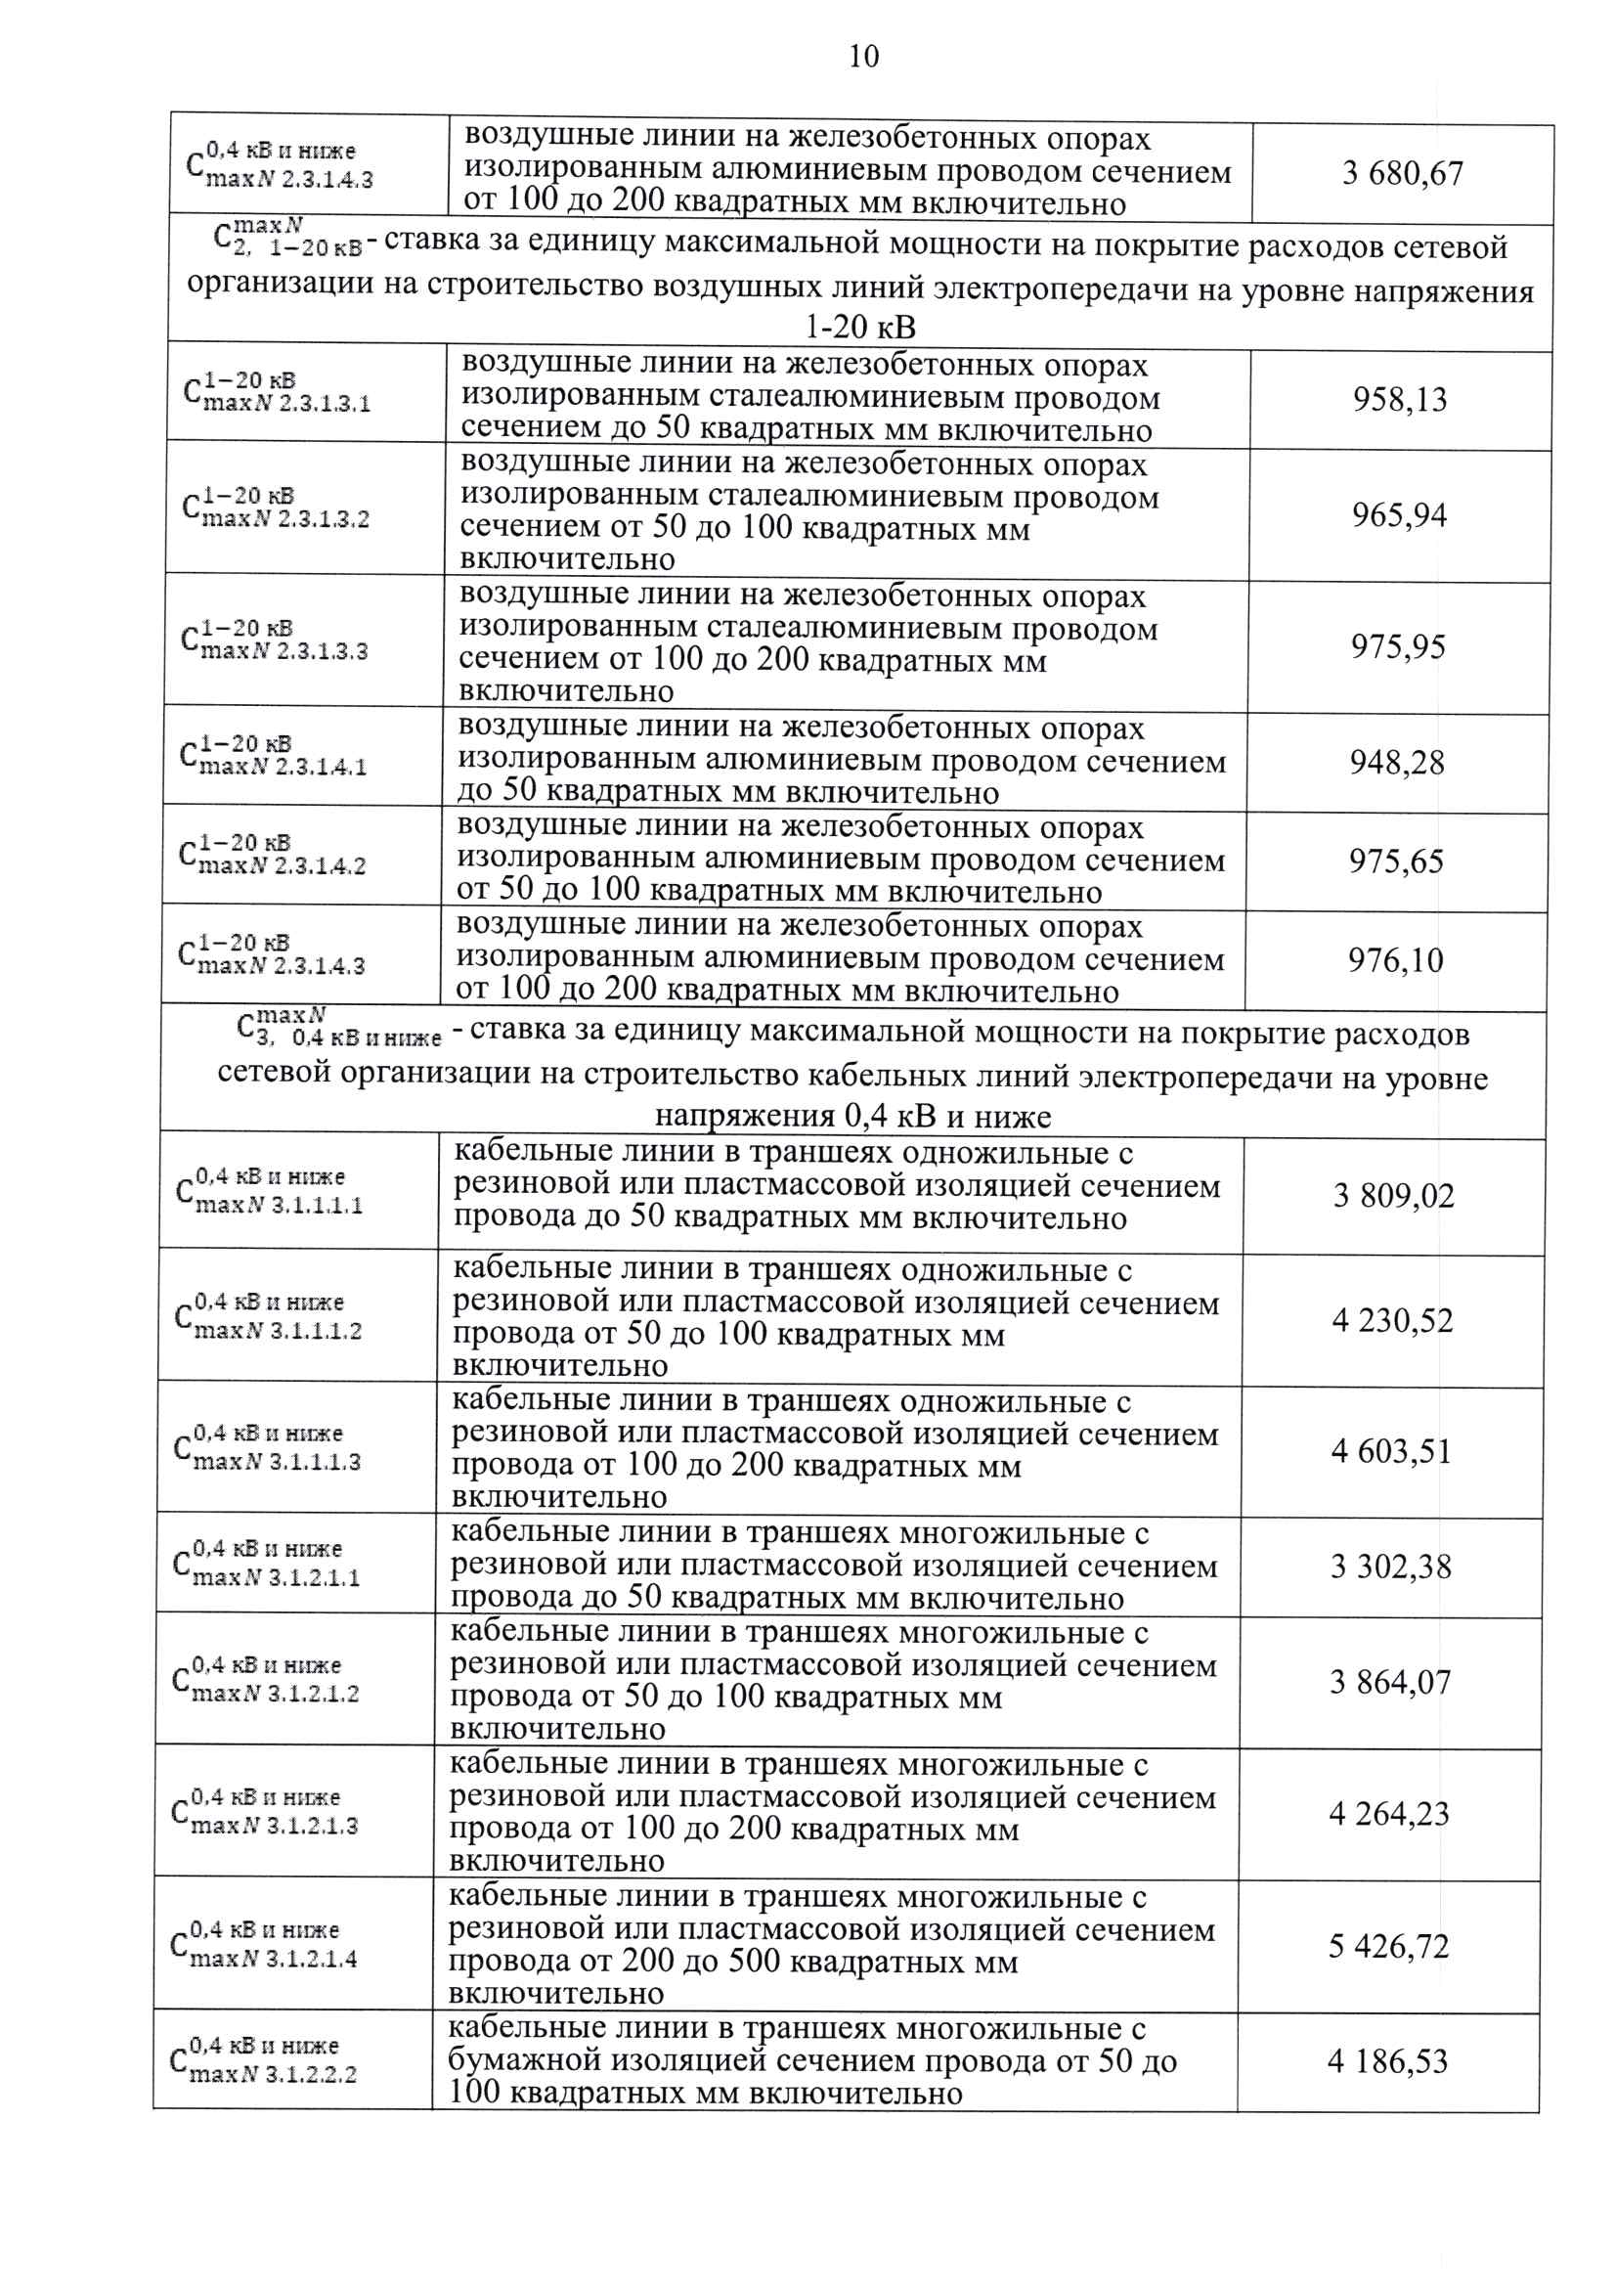 10
C 0,4 кВ и ниже maxN 2.3.1.4.3
воздушные линии на железобетонных опорах
изолированным алюминиевым проводом сечением
от 100 до 200 квадратных мм включительно
3 680,67
C maxN 2, 1–20 кВ - ставка за единицу максимальной мощности на покрытие расходов сетевой
организации на строительство воздушных линий электропередачи на уровне напряжения
1-20 кВ
C 1–20 кВ maxN 2.3.1.3.1
воздушные линии на железобетонных опорах
изолированным сталеалюминиевым проводом
сечением до 50 квадратных мм включительно
958,13
C 1–20 кВ maxN 2.3.1.3.2
воздушные линии на железобетонных опорах
изолированным сталеалюминиевым проводом
сечением от 50 до 100 квадратных мм
включительно
965,94
C 1–20 кВ maxN 2.3.1.3.3
воздушные линии на железобетонных опорах
изолированным сталеалюминиевым проводом
сечением от 100 до 200 квадратных мм
включительно
975,95
C 1–20 кВ maxN 2.3.1.4.1
воздушные линии на железобетонных опорах
изолированным алюминиевым проводом сечением
до 50 квадратных мм включительно
948,28
C 1–20 кВ maxN 2.3.1.4.2
воздушные линии на железобетонных опорах
изолированным алюминиевым проводом сечением
от 50 до 100 квадратных мм включительно
975,65
C 1–20 кВ maxN 2.3.1.4.3
воздушные линии на железобетонных опорах
изолированным алюминиевым проводом сечением
от 100 до 200 квадратных мм включительно
976,10
C maxN 3, 0,4 кВ и ниже - ставка за единицу максимальной мощности на покрытие расходов
сетевой организации на строительство кабельных линий электропередачи на уровне
напряжения 0,4 кВ и ниже
C 0,4 кВ и ниже maxN 3.1.1.1.1
кабельные линии в траншеях одножильные с
резиновой или пластмассовой изоляцией сечением
провода до 50 квадратных мм включительно
3 809,02
C 0,4 кВ и ниже maxN 3.1.1.1.2
кабельные линии в траншеях одножильные с
резиновой или пластмассовой изоляцией сечением
провода от 50 до 100 квадратных мм
включительно
4 230,52
C 0,4 кВ и ниже maxN 3.1.1.1.3
кабельные линии в траншеях одножильные с
резиновой или пластмассовой изоляцией сечением
провода от 100 до 200 квадратных мм
включительно
4 603,51
C 0,4 кВ и ниже maxN 3.1.2.1.1
кабельные линии в траншеях многожильные с
резиновой или пластмассовой изоляцией сечением
провода до 50 квадратных мм включительно
3 302,38
C 0,4 кВ и ниже maxN 3.1.2.1.2
кабельные линии в траншеях многожильные с
резиновой или пластмассовой изоляцией сечением
провода от 50 до 100 квадратных мм
включительно
3 864,07
C 0,4 кВ и ниже maxN 3.1.2.1.3
кабельные линии в траншеях многожильные с
резиновой или пластмассовой изоляцией сечением
провода от 100 до 200 квадратных мм
включительно
4 264,23
C 0,4 кВ и ниже maxN 3.1.2.1.4
кабельные линии в траншеях многожильные с
резиновой или пластмассовой изоляцией сечением
провода от 200 до 500 квадратных мм
включительно
5 426,72
C 0,4 кВ и ниже maxN 3.1.2.2.2
кабельные линии в траншеях многожильные с
бумажной изоляцией сечением провода от 50 до
100 квадратных мм включительно
4 186,53